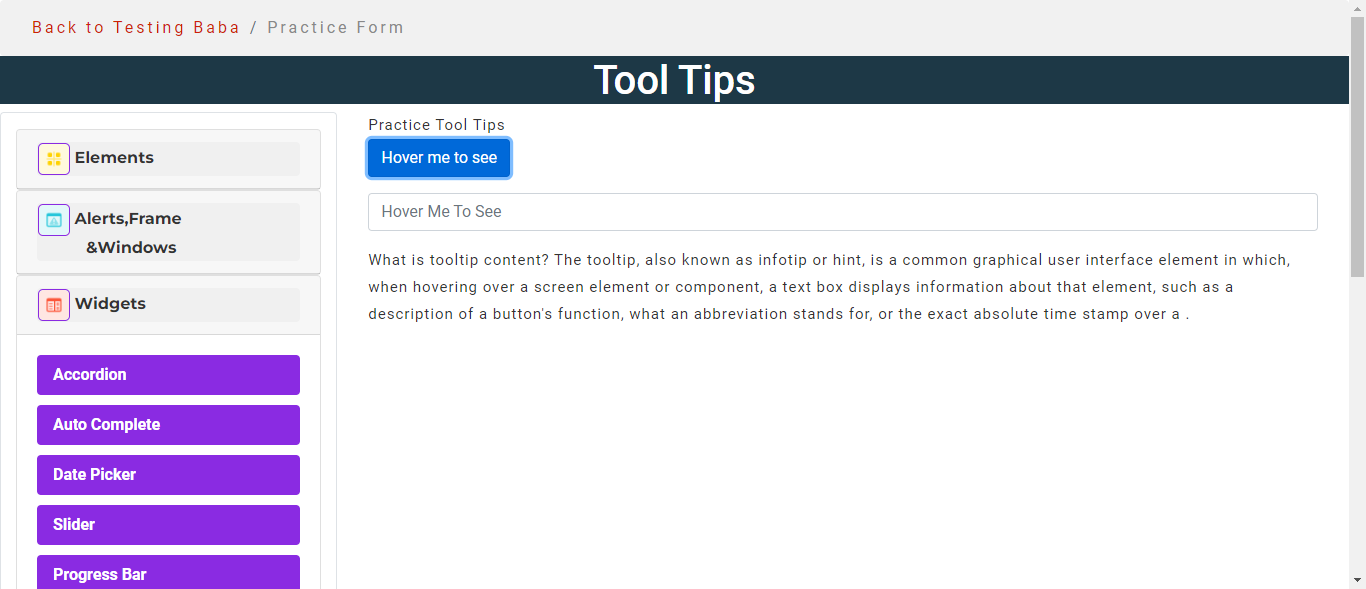 Back to Testing Baba / Practice Form
Tool Tips
Elements
Alerts,Frame
&Windows
Widgets
Accordion
Auto Complete
Date Picker
Slider
Progress Bar
Practice Tool Tips
Hover me to see
Hover Me To See
What is tooltip content? The tooltip, also known as infotip or hint, is a common graphical user interface element in which,
when hovering over a screen element or component, a text box displays information about that element, such as a
description of a button's function, what an abbreviation stands for, or the exact absolute time stamp over a .